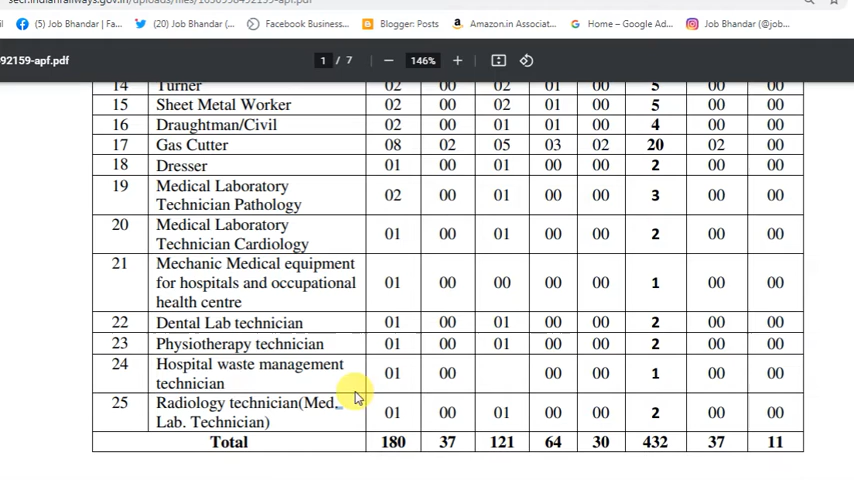 secr.indianrailways.gov.in/uploads/files/1656998492159-apf.pdf
(5) Job Bhandar | Fa... (20) Job Bhandar (... Facebook Business... Blogger: Posts Amazon.in Associat... Home – Google Ad... Job Bhandar (@job...
92159-apf.pdf 1 / 7 — 146% +
14 Turner 02 00 02 01 00 5 00 00
15 Sheet Metal Worker 02 00 02 01 00 5 00 00
16 Draughtman/Civil 02 00 01 01 00 4 00 00
17 Gas Cutter 08 02 05 03 02 20 02 00
18 Dresser 01 00 01 00 00 2 00 00
19 Medical Laboratory
Technician Pathology 02 00 01 00 00 3 00 00
20 Medical Laboratory
Technician Cardiology 01 00 01 00 00 2 00 00
21 Mechanic Medical equipment
for hospitals and occupational 01 00 00 00 00 1 00 00
health centre
22 Dental Lab technician 01 00 01 00 00 2 00 00
23 Physiotherapy technician 01 00 01 00 00 2 00 00
24 Hospital waste management
technician 01 00 00 00 1 00 00
25 Radiology technician(Med.
Lab. Technician) 01 00 01 00 00 2 00 00
Total 180 37 121 64 30 432 37 11